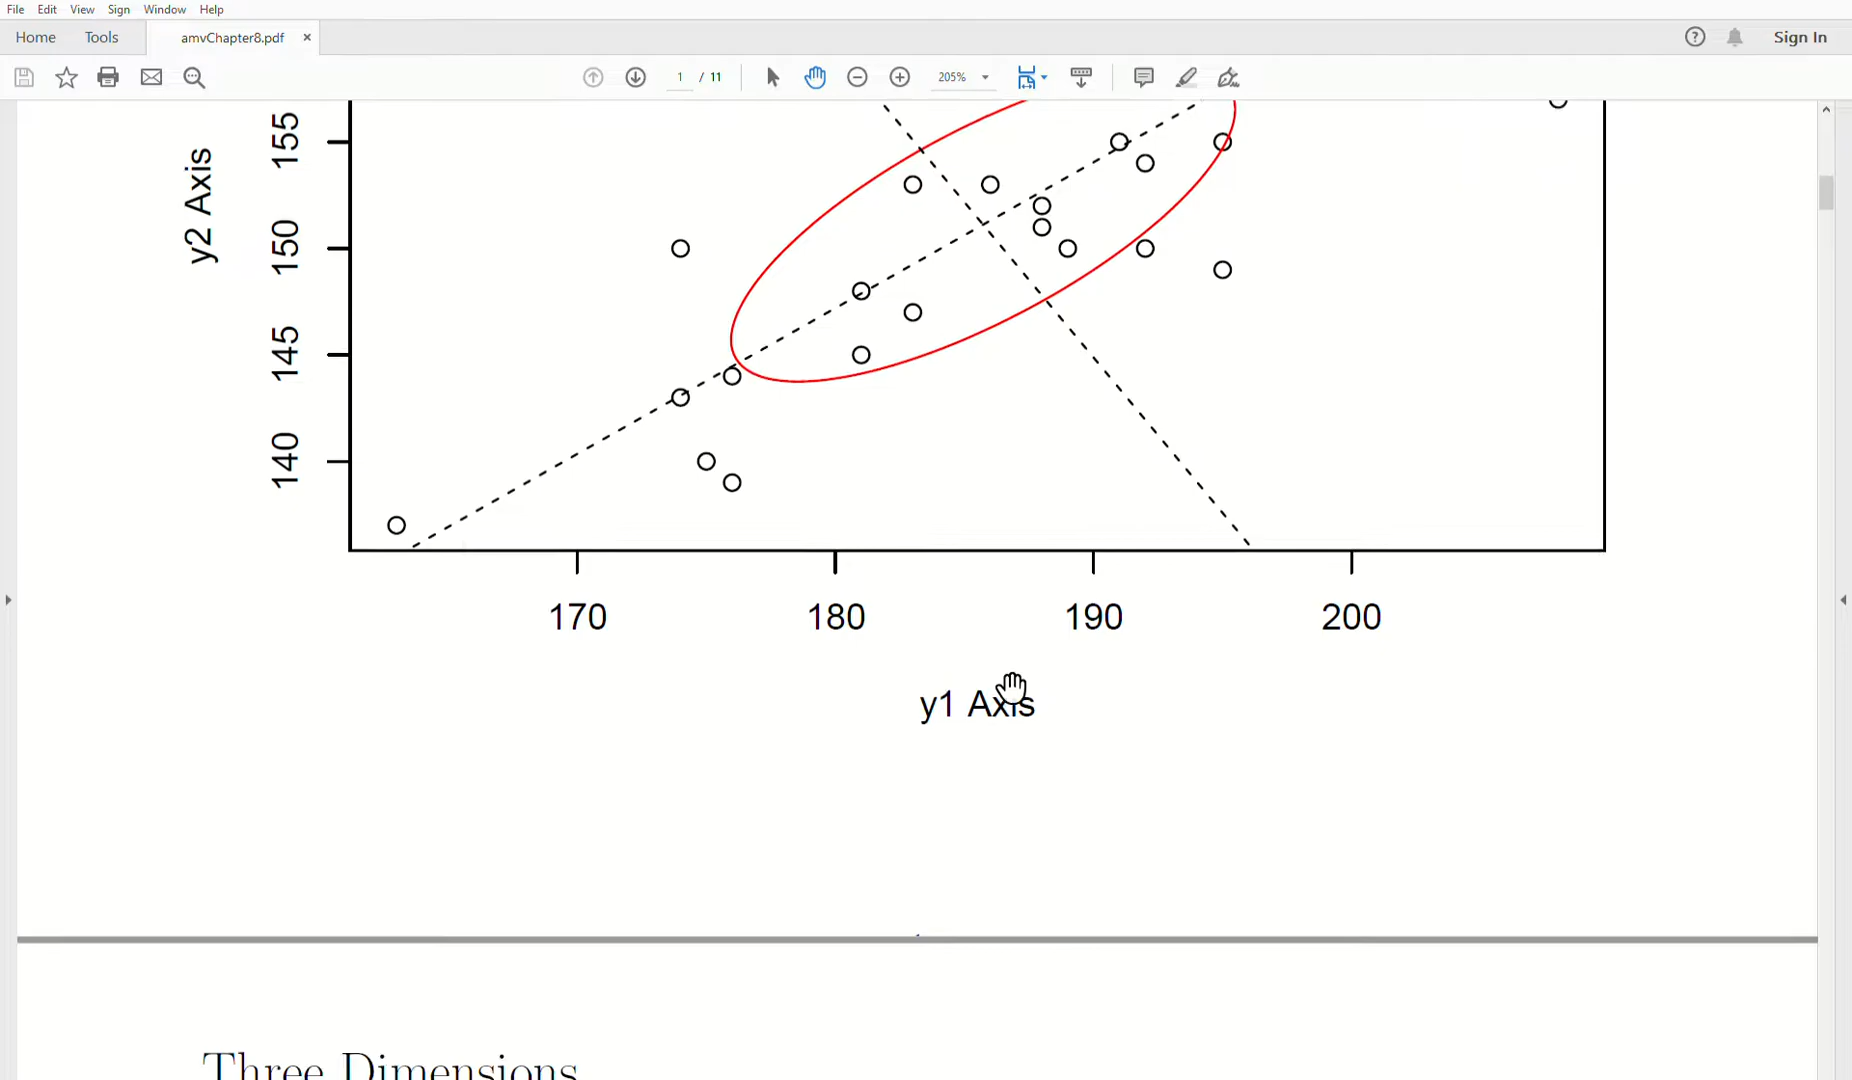 File Edit View Sign Window Help
Home Tools amvChapter8.pdf × Sign In
1 / 11 205%
y2 Axis
155
150
145
140
170 180 190 200
y1 Axis
Three Dimensions